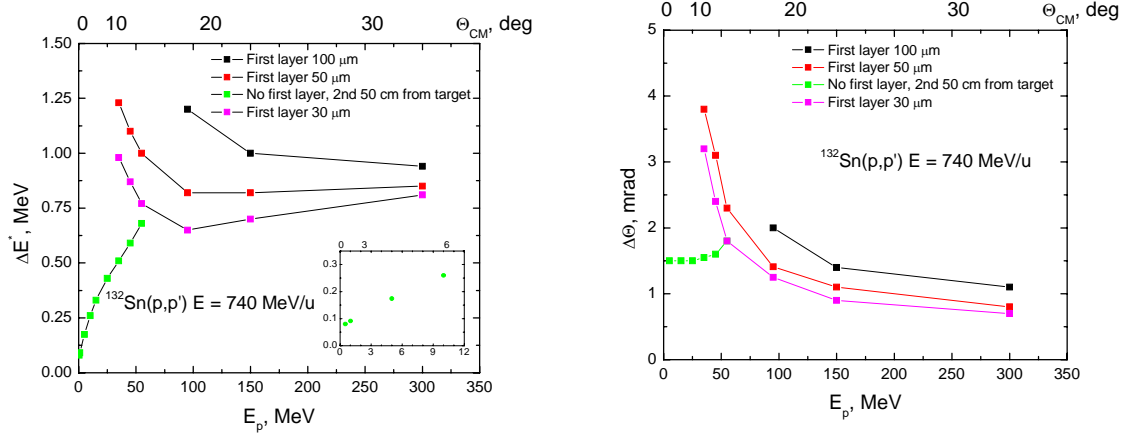 0 10 20 30 Θ_CM, deg
1.50
1.25
1.00
0.75
0.50
0.25
0.00
ΔE*, MeV
First layer 100 μm
First layer 50 μm
No first layer, 2nd 50 cm from target
First layer 30 μm
¹³²Sn(p,p') E = 740 MeV/u
0 3 6
0.3
0.2
0.1
0.0
0 3 6 9 12
0 50 100 150 200 250 300 350
E_p, MeV
0 10 20 30 Θ_CM, deg
5
4
3
2
1
0
ΔΘ, mrad
First layer 100 μm
First layer 50 μm
No first layer, 2nd 50 cm from target
First layer 30 μm
¹³²Sn(p,p') E = 740 MeV/u
0 50 100 150 200 250 300 350
E_p, MeV